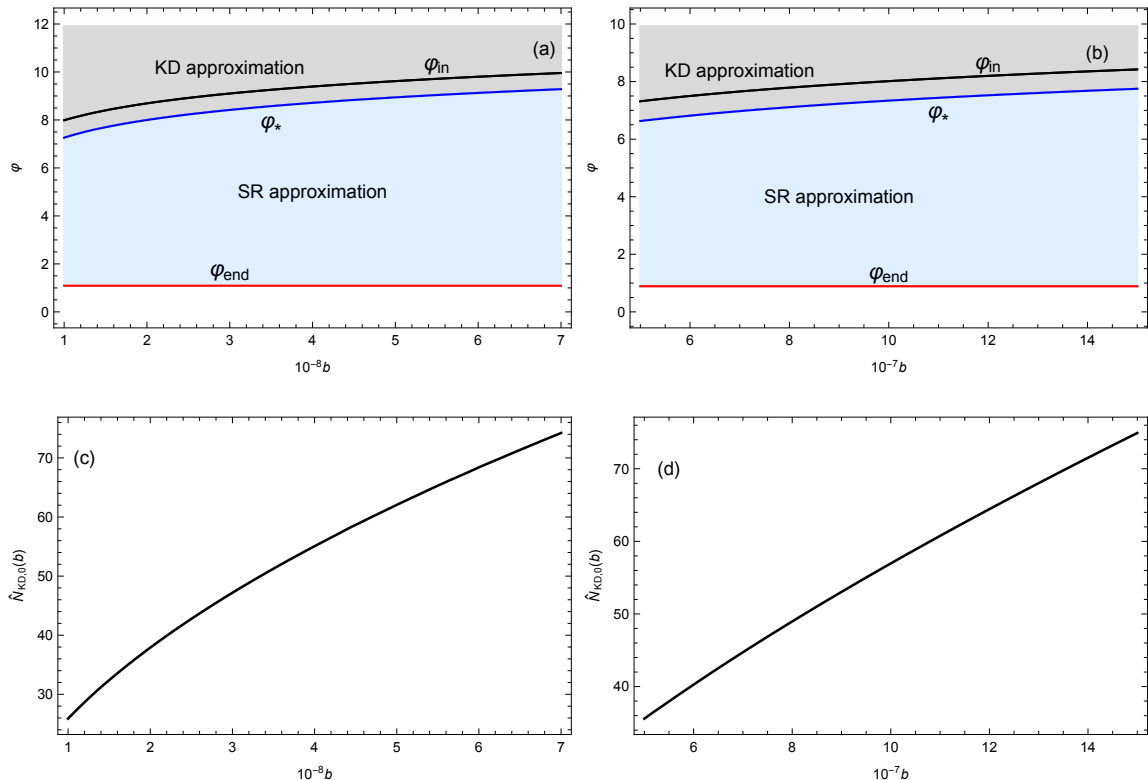 12
10
8
6
4
2
0
φ
(a)
KD approximation
φin
φ*
SR approximation
φend
1 2 3 4 5 6 7
10⁻⁸b
10
8
6
4
2
0
φ
(b)
KD approximation
φin
φ*
SR approximation
φend
6 8 10 12 14
10⁻⁷b
70
60
50
40
30
N̂KD,0(b)
(c)
1 2 3 4 5 6 7
10⁻⁸b
70
60
50
40
N̂KD,0(b)
(d)
6 8 10 12 14
10⁻⁷b